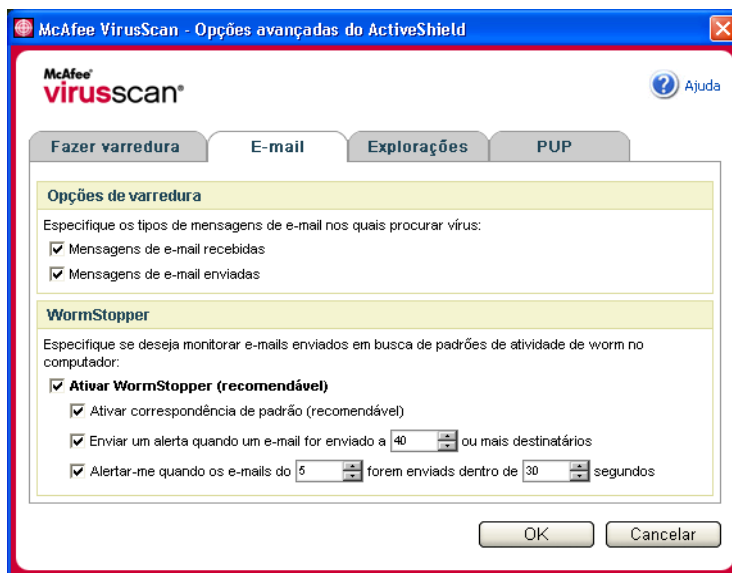 McAfee VirusScan - Opções avançadas do ActiveShield
McAfee®
virusscan®
? Ajuda
Fazer varredura E-mail Explorações PUP
Opções de varredura
Especifique os tipos de mensagens de e-mail nos quais procurar vírus:
Mensagens de e-mail recebidas
Mensagens de e-mail enviadas
WormStopper
Especifique se deseja monitorar e-mails enviados em busca de padrões de atividade de worm no
computador:
Ativar WormStopper (recomendável)
Ativar correspondência de padrão (recomendável)
Enviar um alerta quando um e-mail for enviado a 40 ou mais destinatários
Alertar-me quando os e-mails do 5 forem enviads dentro de 30 segundos
OK Cancelar